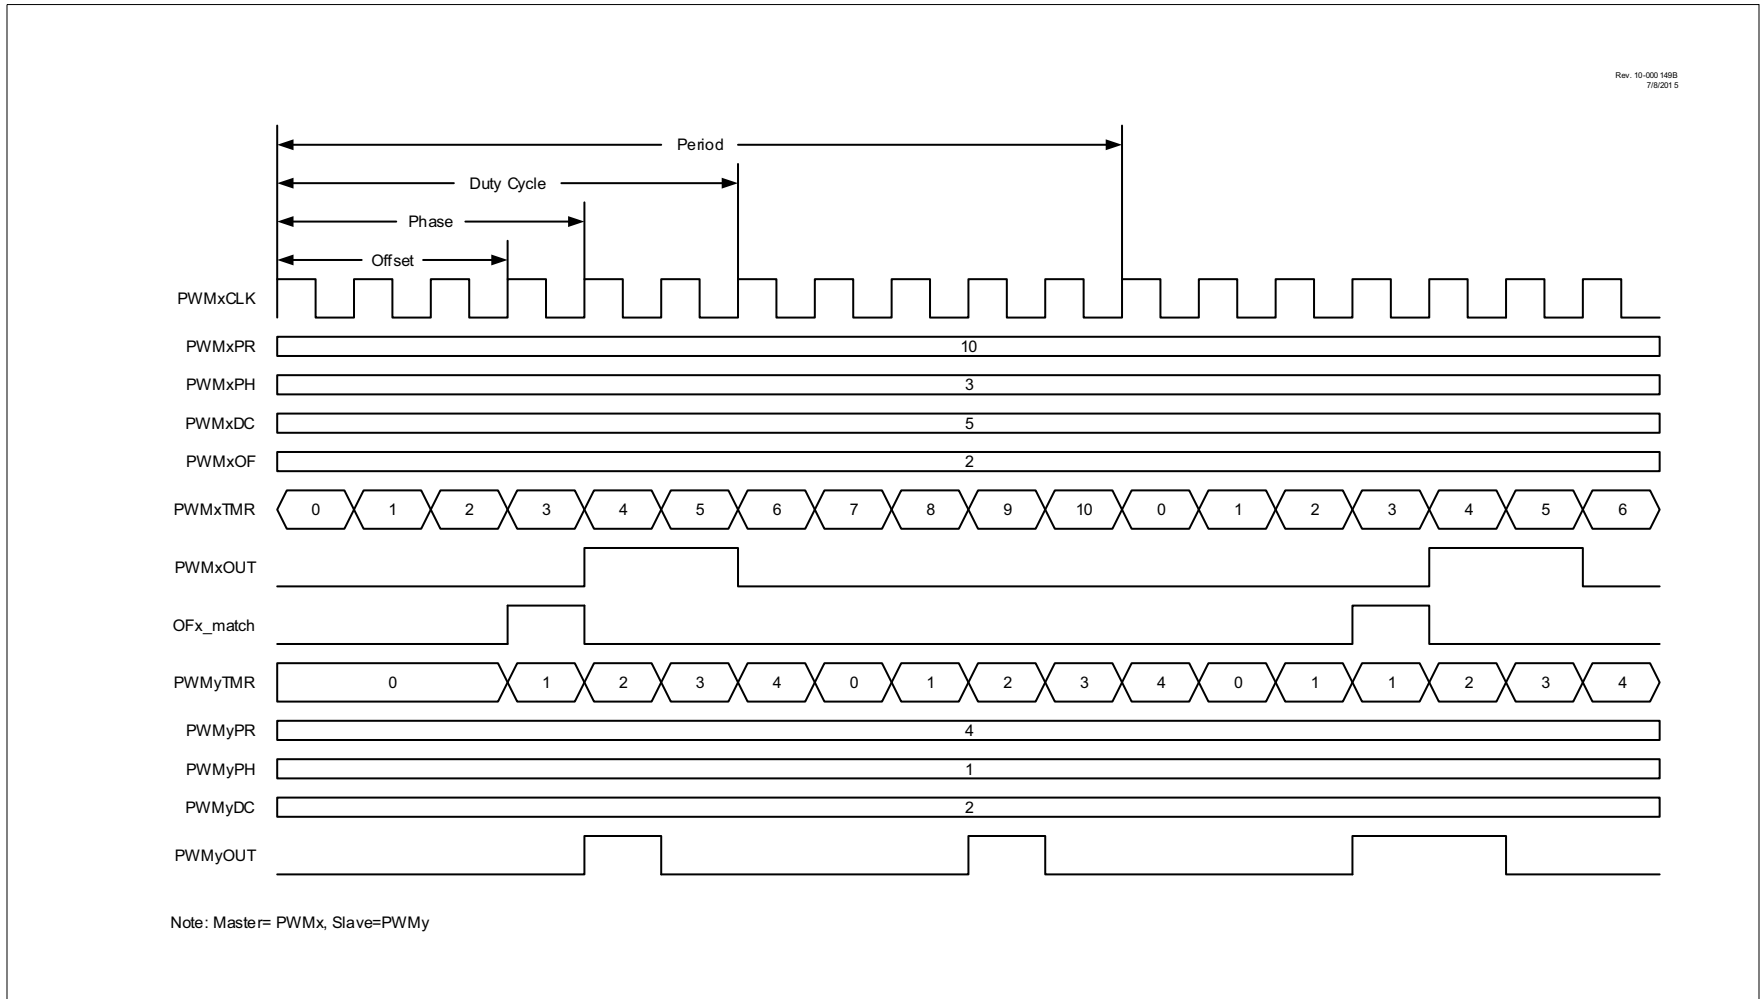 Rev. 10-000 149B
7/8/201 5
Period
Duty Cycle
Phase
Offset
PWMxCLK
PWMxPR 10
PWMxPH 3
PWMxDC 5
PWMxOF 2
PWMxTMR 0 1 2 3 4 5 6 7 8 9 10 0 1 2 3 4 5 6
PWMxOUT
OFx_match
PWMyTMR 0 1 2 3 4 0 1 2 3 4 0 1 1 2 3 4
PWMyPR 4
PWMyPH 1
PWMyDC 2
PWMyOUT
Note: Master= PWMx, Slave=PWMy